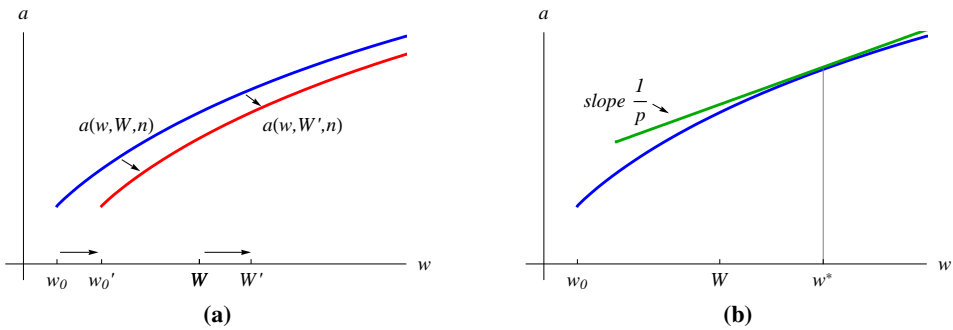 a
a(w,W,n)
a(w,W',n)
w
w₀
w₀'
W
W'
(a)
a
slope 1/p
w
w₀
W
w*
(b)